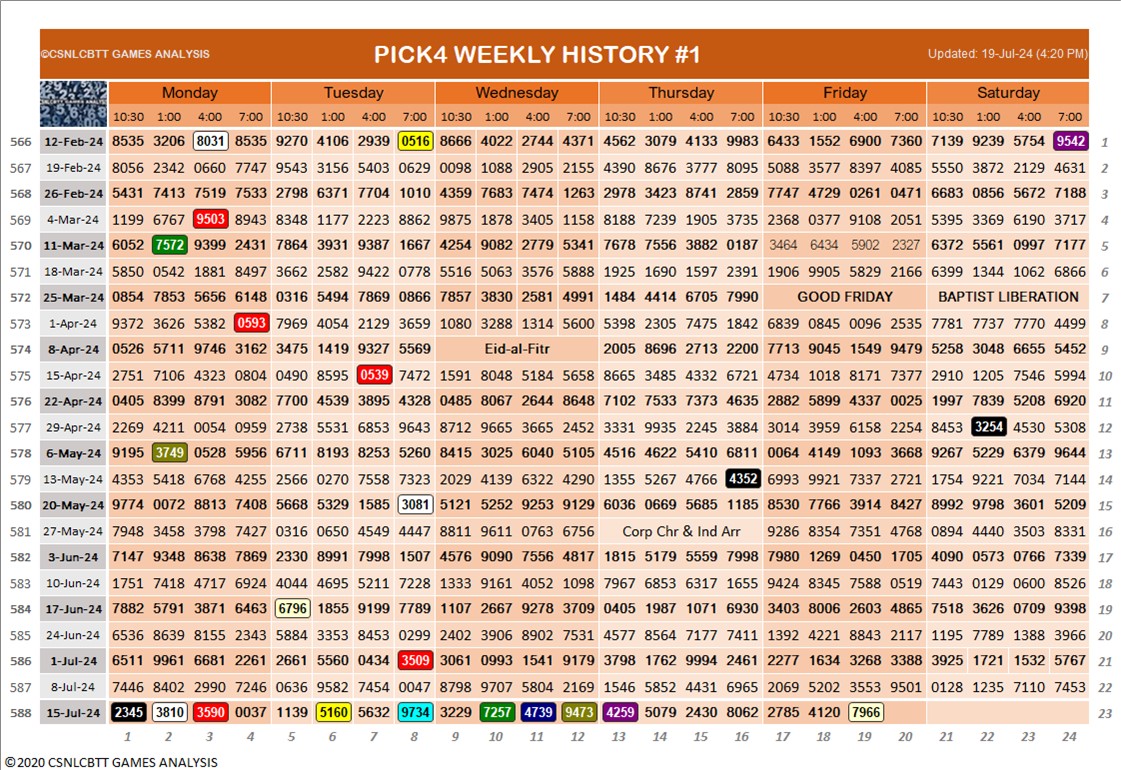 ©CSNLCBTT GAMES ANALYSIS PICK4 WEEKLY HISTORY #1 Updated: 19-Jul-24 (4:20 PM)
Monday Tuesday Wednesday Thursday Friday Saturday
10:30 1:00 4:00 7:00 10:30 1:00 4:00 7:00 10:30 1:00 4:00 7:00 10:30 1:00 4:00 7:00 10:30 1:00 4:00 7:00 10:30 1:00 4:00 7:00
566 12-Feb-24 8535 3206 8031 8535 9270 4106 2939 0516 8666 4022 2744 4371 4562 3079 4133 9983 6433 1552 6900 7360 7139 9239 5754 9542 1
567 19-Feb-24 8056 2342 0660 7747 9543 3156 5403 0629 0098 1088 2905 2155 4390 8676 3777 8095 5088 3577 8397 4085 5550 3872 2129 4631 2
568 26-Feb-24 5431 7413 7519 7533 2798 6371 7704 1010 4359 7683 7474 1263 2978 3423 8741 2859 7747 4729 0261 0471 6683 0856 5672 7188 3
569 4-Mar-24 1199 6767 9503 8943 8348 1177 2223 8862 9875 1878 3405 1158 8188 7239 1905 3735 2368 0377 9108 2051 5395 3369 6190 3717 4
570 11-Mar-24 6052 7572 9399 2431 7864 3931 9387 1667 4254 9082 2779 5341 7678 7556 3882 0187 3464 6434 5902 2327 6372 5561 0997 7177 5
571 18-Mar-24 5850 0542 1881 8497 3662 2582 9422 0778 5516 5063 3576 5888 1925 1690 1597 2391 1906 9905 5829 2166 6399 1344 1062 6866 6
572 25-Mar-24 0854 7853 5656 6148 0316 5494 7869 0866 7857 3830 2581 4991 1484 4414 6705 7990 GOOD FRIDAY BAPTIST LIBERATION 7
573 1-Apr-24 9372 3626 5382 0593 7969 4054 2129 3659 1080 3288 1314 5600 5398 2305 7475 1842 6839 0845 0096 2535 7781 7737 7770 4499 8
574 8-Apr-24 0526 5711 9746 3162 3475 1419 9327 5569 Eid-al-Fitr 2005 8696 2713 2200 7713 9045 1549 9479 5258 3048 6655 5452 9
575 15-Apr-24 2751 7106 4323 0804 0490 8595 0539 7472 1591 8048 5184 5658 8665 3485 4332 6721 4734 1018 8171 7377 2910 1205 7546 5994 10
576 22-Apr-24 0405 8399 8791 3082 7700 4539 3895 4328 0485 8067 2644 8648 7102 7533 7373 4635 2882 5899 4337 0025 1997 7839 5208 6920 11
577 29-Apr-24 2269 4211 0054 0959 2738 5531 6853 9643 8712 9665 3665 2452 3331 9935 2245 3884 3014 3959 6158 2254 8453 3254 4530 5308 12
578 6-May-24 9195 3749 0528 5956 6711 8193 8253 5260 8415 3025 6040 5105 4516 4622 5410 6811 0064 4149 1093 3668 9267 5229 6379 9644 13
579 13-May-24 4353 5418 6768 4255 2566 0270 7558 7323 2029 4139 6322 4290 1355 5267 4766 4352 6993 9921 7337 2721 1754 9221 7034 7144 14
580 20-May-24 9774 0072 8813 7408 5668 5329 1585 3081 5121 5252 9253 9129 6036 0669 5685 1185 8530 7766 3914 8427 8992 9798 3601 5209 15
581 27-May-24 7948 3458 3798 7427 0316 0650 4549 4447 8811 9611 0763 6756 Corp Chr & Ind Arr 9286 8354 7351 4768 0894 4440 3503 8331 16
582 3-Jun-24 7147 9348 8638 7869 2330 8991 7998 1507 4576 9090 7556 4817 1815 5179 5559 7998 7980 1269 0450 1705 4090 0573 0766 7339 17
583 10-Jun-24 1751 7418 4717 6924 4044 4695 5211 7228 1333 9161 4052 1098 7967 6853 6317 1655 9424 8345 7588 0519 7443 0129 0600 8526 18
584 17-Jun-24 7882 5791 3871 6463 6796 1855 9199 7789 1107 2667 9278 3709 0405 1987 1071 6930 3403 8006 2603 4865 7518 3626 0709 9398 19
585 24-Jun-24 6536 8639 8155 2343 5884 3353 8453 0299 2402 3906 8902 7531 4577 8564 7177 7411 1392 4221 8843 2117 1195 7789 1388 3966 20
586 1-Jul-24 6511 9961 6681 2261 2661 5560 0434 3509 3061 0993 1541 9179 3798 1762 9994 2461 2277 1634 3268 3388 3925 1721 1532 5767 21
587 8-Jul-24 7446 8402 2990 7246 0636 9582 7454 0047 8798 9707 5804 2169 1546 5852 4431 6965 2069 5202 3553 9501 0128 1235 7110 7453 22
588 15-Jul-24 2345 3810 3590 0037 1139 5160 5632 9734 3229 7257 4739 9473 4259 5079 2430 8062 2785 4120 7966 23
1 2 3 4 5 6 7 8 9 10 11 12 13 14 15 16 17 18 19 20 21 22 23 24
©2020 CSNLCBTT GAMES ANALYSIS